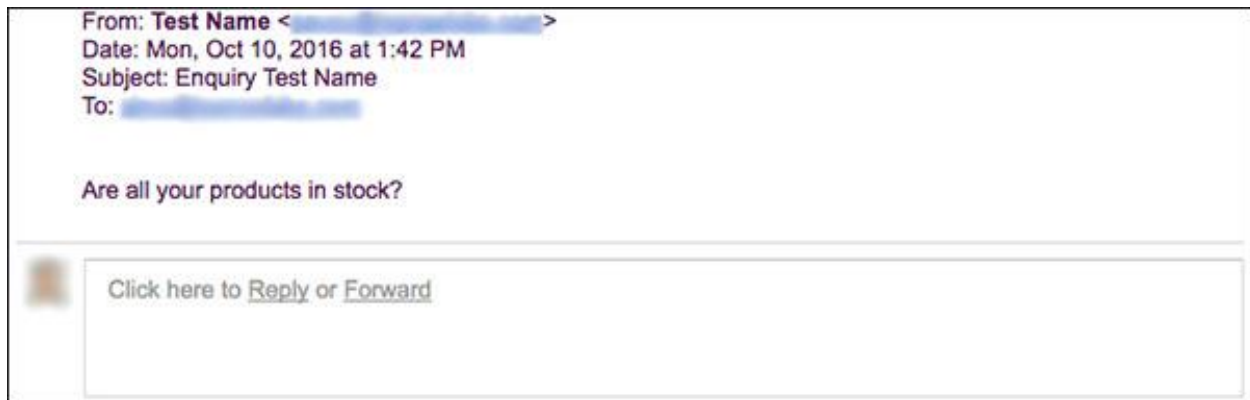 From: Test Name < >
Date: Mon, Oct 10, 2016 at 1:42 PM
Subject: Enquiry Test Name
To:
Are all your products in stock?
Click here to Reply or Forward